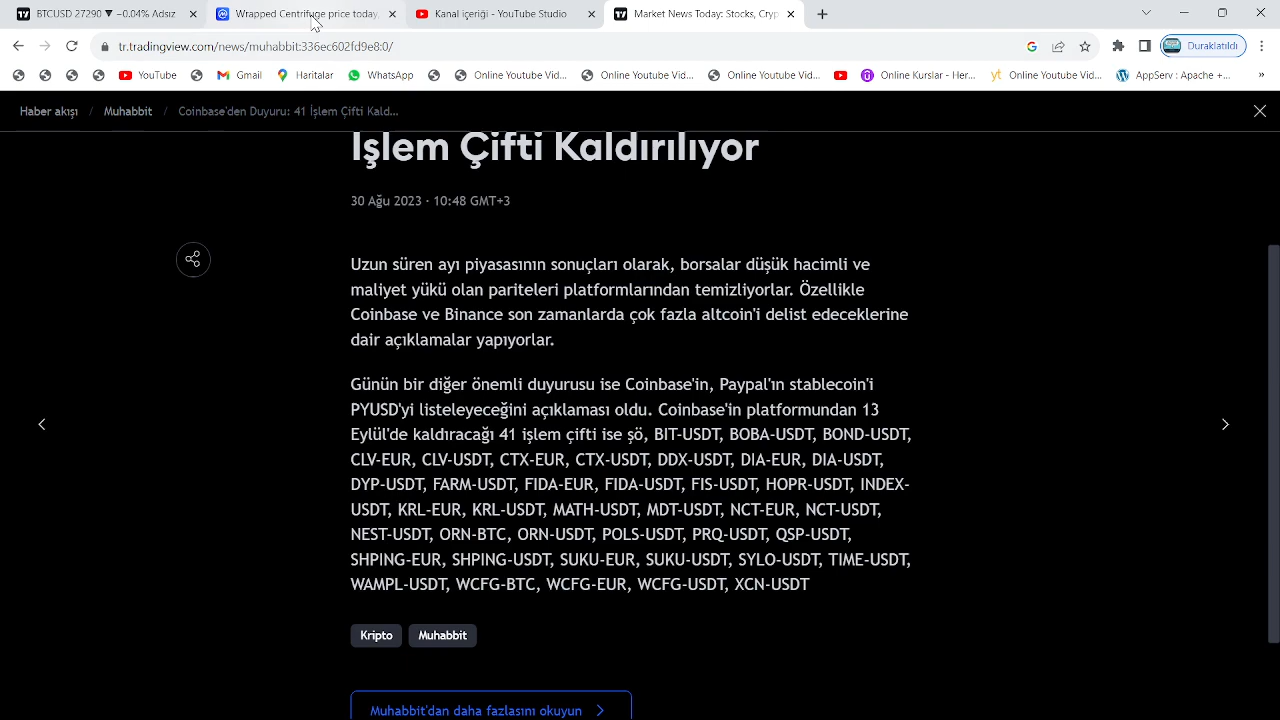 BTCUSD 27290 ▼ −0.04% Adsız
Wrapped Centrifuge price today,
Kanal içeriği - YouTube Studio
Market News Today: Stocks, Cryp
tr.tradingview.com/news/muhabbit:336e602fd9e8:0/
Duraklatıldı
YouTube
Gmail
Haritalar
WhatsApp
Online Youtube Vid...
Online Youtube Vid...
Online Youtube Vid...
Online Kurslar - Her...
yt Online Youtube Vid...
AppServ : Apache +...
»
Haber akışı / Muhabbit / Coinbase'den Duyuru: 41 İşlem Çifti Kald...
İşlem Çifti Kaldırılıyor
30 Ağu 2023 · 10:48 GMT+3
Uzun süren ayı piyasasının sonuçları olarak, borsalar düşük hacimli ve
maliyet yükü olan pariteleri platformlarından temizliyorlar. Özellikle
Coinbase ve Binance son zamanlarda çok fazla altcoin'i delist edeceklerine
dair açıklamalar yapıyorlar.
Günün bir diğer önemli duyurusu ise Coinbase'in, Paypal'ın stablecoin'i
PYUSD'yi listeleyeceğini açıklaması oldu. Coinbase'in platformundan 13
Eylül'de kaldıracağı 41 işlem çifti ise şö, BIT-USDT, BOBA-USDT, BOND-USDT,
CLV-EUR, CLV-USDT, CTX-EUR, CTX-USDT, DDX-USDT, DIA-EUR, DIA-USDT,
DYP-USDT, FARM-USDT, FIDA-EUR, FIDA-USDT, FIS-USDT, HOPR-USDT, INDEX-
USDT, KRL-EUR, KRL-USDT, MATH-USDT, MDT-USDT, NCT-EUR, NCT-USDT,
NEST-USDT, ORN-BTC, ORN-USDT, POLS-USDT, PRQ-USDT, QSP-USDT,
SHPING-EUR, SHPING-USDT, SUKU-EUR, SUKU-USDT, SYLO-USDT, TIME-USDT,
WAMPL-USDT, WCFG-BTC, WCFG-EUR, WCFG-USDT, XCN-USDT
Kripto
Muhabbit
Muhabbit'dan daha fazlasını okuyun